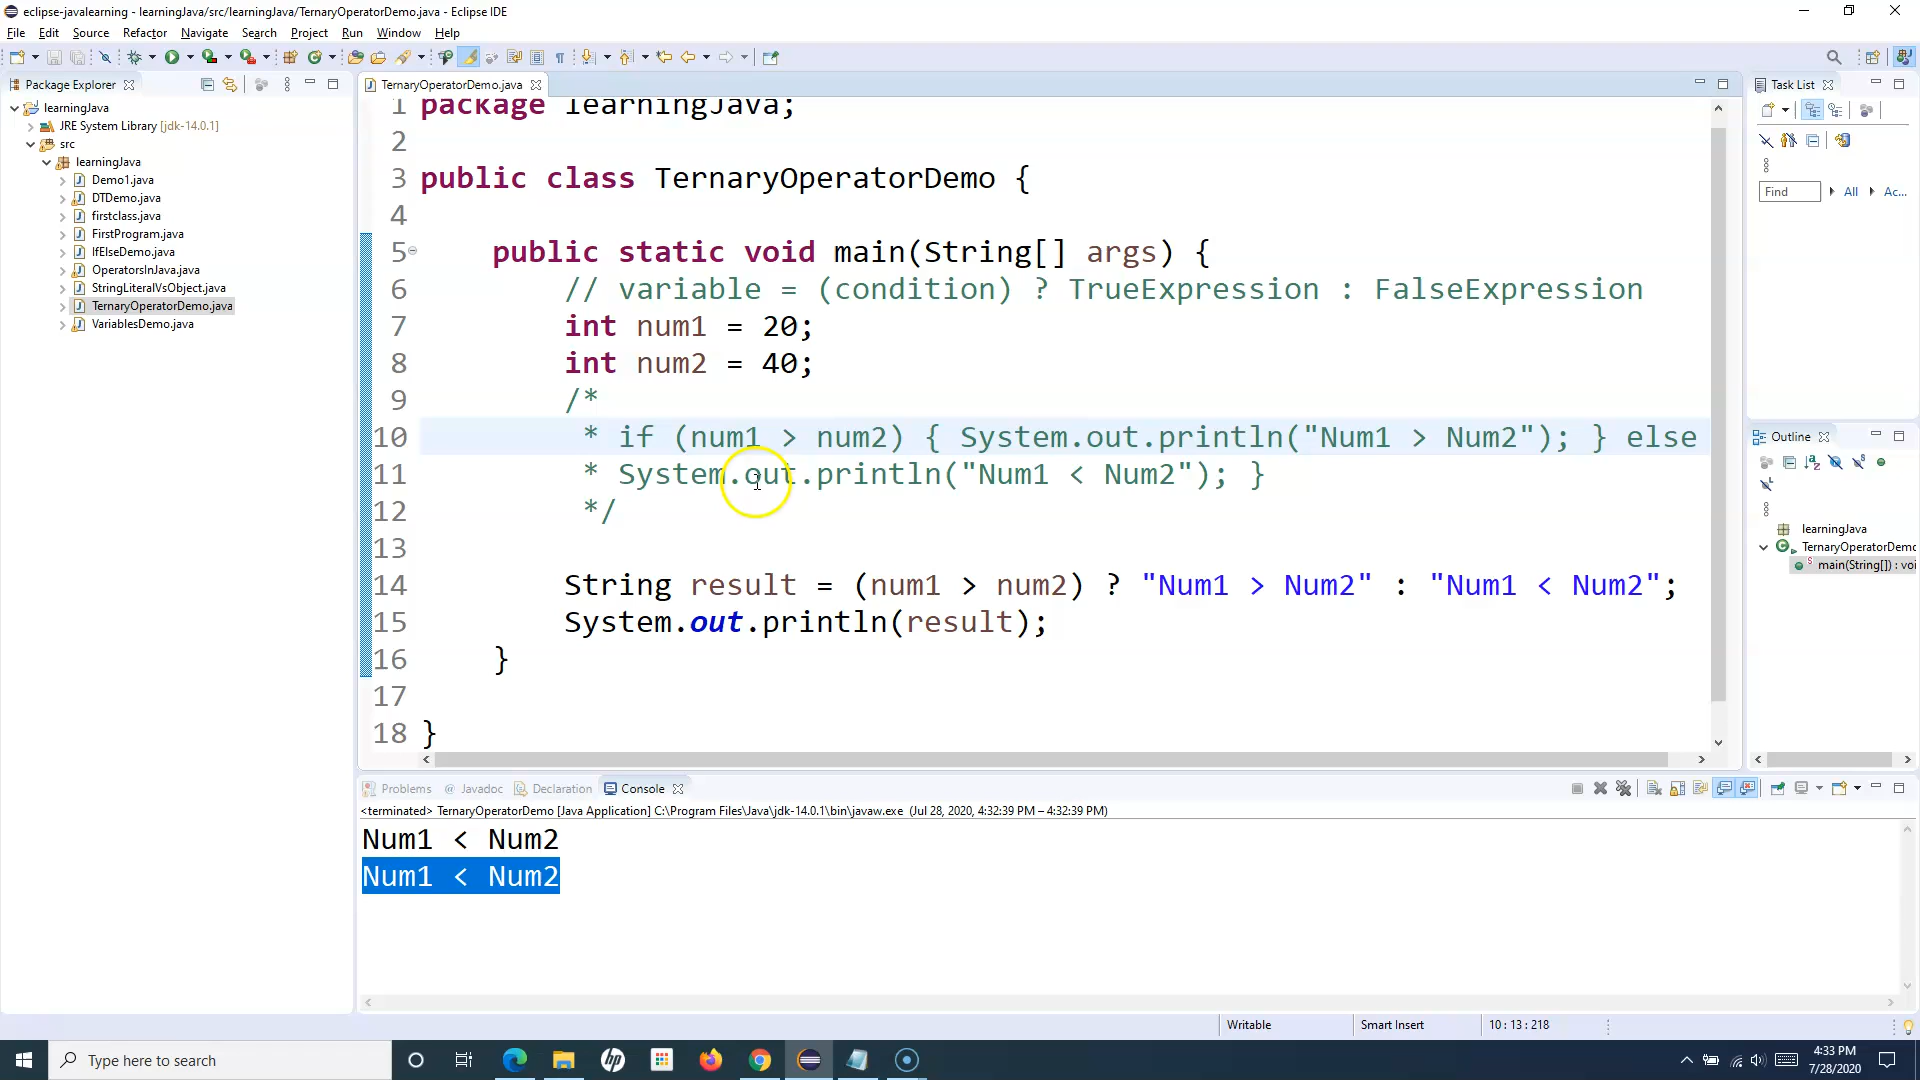 eclipse-javalearning - learningJava/src/learningJava/TernaryOperatorDemo.java - Eclipse IDE
File Edit Source Refactor Navigate Search Project Run Window Help
Package Explorer
learningJava
JRE System Library [jdk-14.0.1]
src
learningJava
Demo1.java
DTDemo.java
firstclass.java
FirstProgram.java
IfElseDemo.java
OperatorsInJava.java
StringLiteralVsObject.java
TernaryOperatorDemo.java
VariablesDemo.java
TernaryOperatorDemo.java
1 package learningJava;
2
3 public class TernaryOperatorDemo {
4
5 public static void main(String[] args) {
6 // variable = (condition) ? TrueExpression : FalseExpression
7 int num1 = 20;
8 int num2 = 40;
9 /*
10 * if (num1 > num2) { System.out.println("Num1 > Num2"); } else
11 * System.out.println("Num1 < Num2"); }
12 */
13
14 String result = (num1 > num2) ? "Num1 > Num2" : "Num1 < Num2";
15 System.out.println(result);
16 }
17
18 }
Task List
Find All Ac...
Outline
learningJava
TernaryOperatorDemo
main(String[]) : voi
Problems Javadoc Declaration Console
<terminated> TernaryOperatorDemo [Java Application] C:\Program Files\Java\jdk-14.0.1\bin\javaw.exe (Jul 28, 2020, 4:32:39 PM – 4:32:39 PM)
Num1 < Num2
Num1 < Num2
Writable Smart Insert 10 : 13 : 218
Type here to search
4:33 PM
7/28/2020